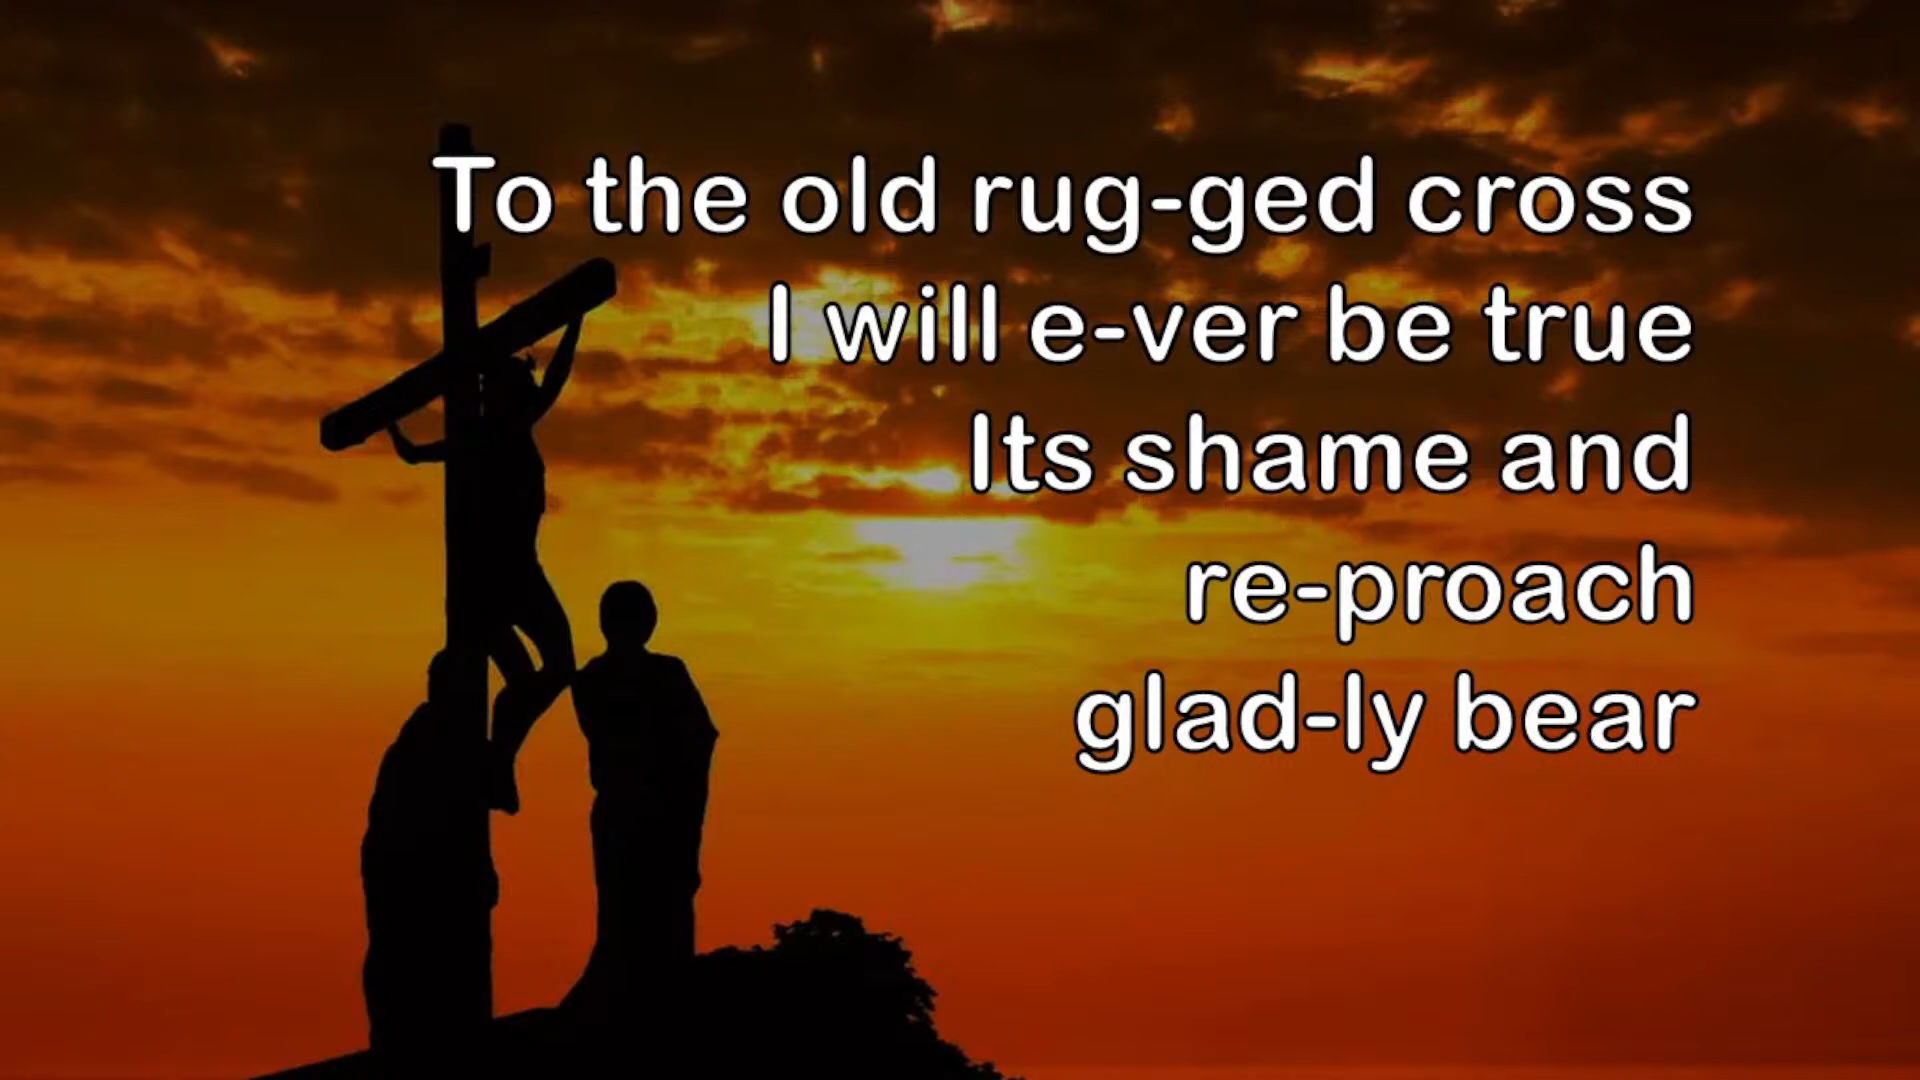 To the old rug-ged cross
I will e-ver be true
Its shame and
re-proach
glad-ly bear